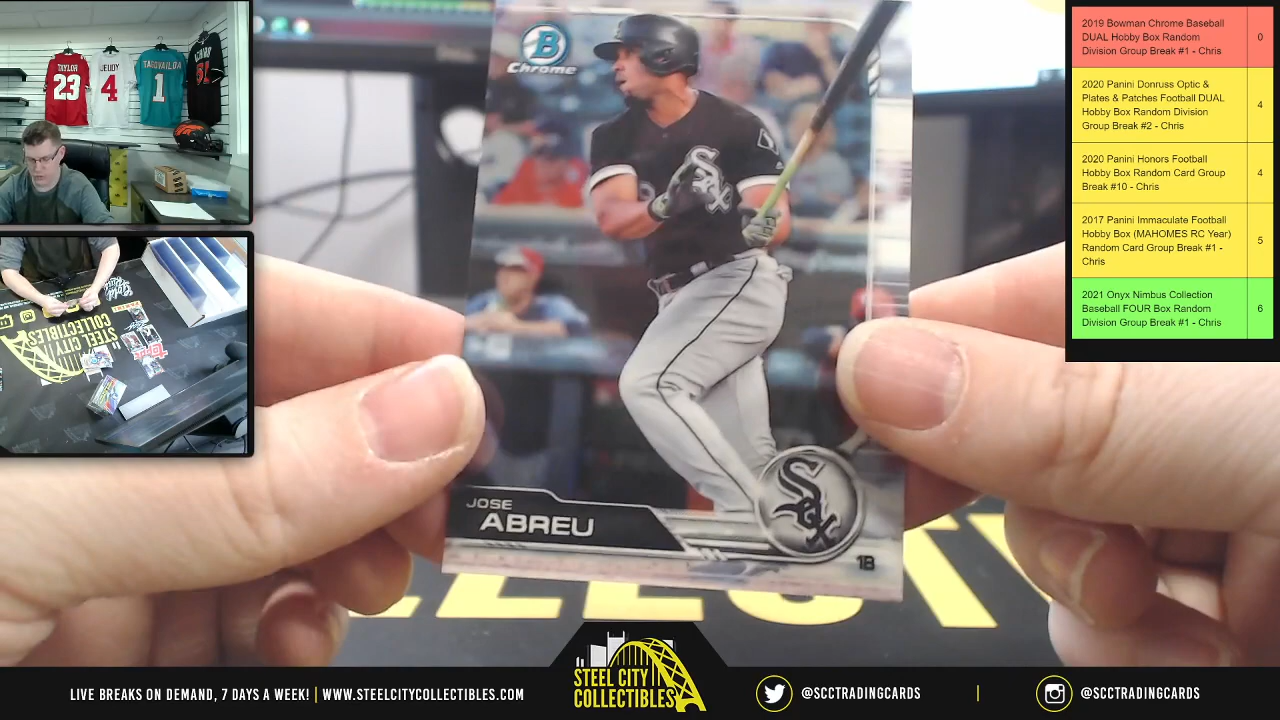 TAYLOR
23
JEUDY
4
TAGOVAILOA
1
B
Chrome
Sox
JOSE
ABREU
Sox
1B
2019 Bowman Chrome Baseball
DUAL Hobby Box Random
Division Group Break #1 - Chris
0
2020 Panini Donruss Optic &
Plates & Patches Football DUAL
Hobby Box Random Division
Group Break #2 - Chris
4
2020 Panini Honors Football
Hobby Box Random Card Group
Break #10 - Chris
4
2017 Panini Immaculate Football
Hobby Box (MAHOMES RC Year)
Random Card Group Break #1 -
Chris
5
2021 Onyx Nimbus Collection
Baseball FOUR Box Random
Division Group Break #1 - Chris
6
STEEL CITY
COLLECTIBLES
topps
LIVE BREAKS ON DEMAND, 7 DAYS A WEEK! | WWW.STEELCITYCOLLECTIBLES.COM
STEEL CITY
COLLECTIBLES
@SCCTRADINGCARDS
|
@SCCTRADINGCARDS